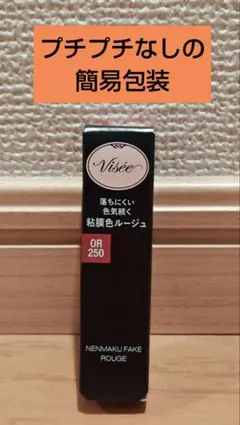 プチプチなしの
簡易包装
Visée
落ちにくい
色気続く
粘膜色ルージュ
OR
250
NENMAKU FAKE
ROUGE